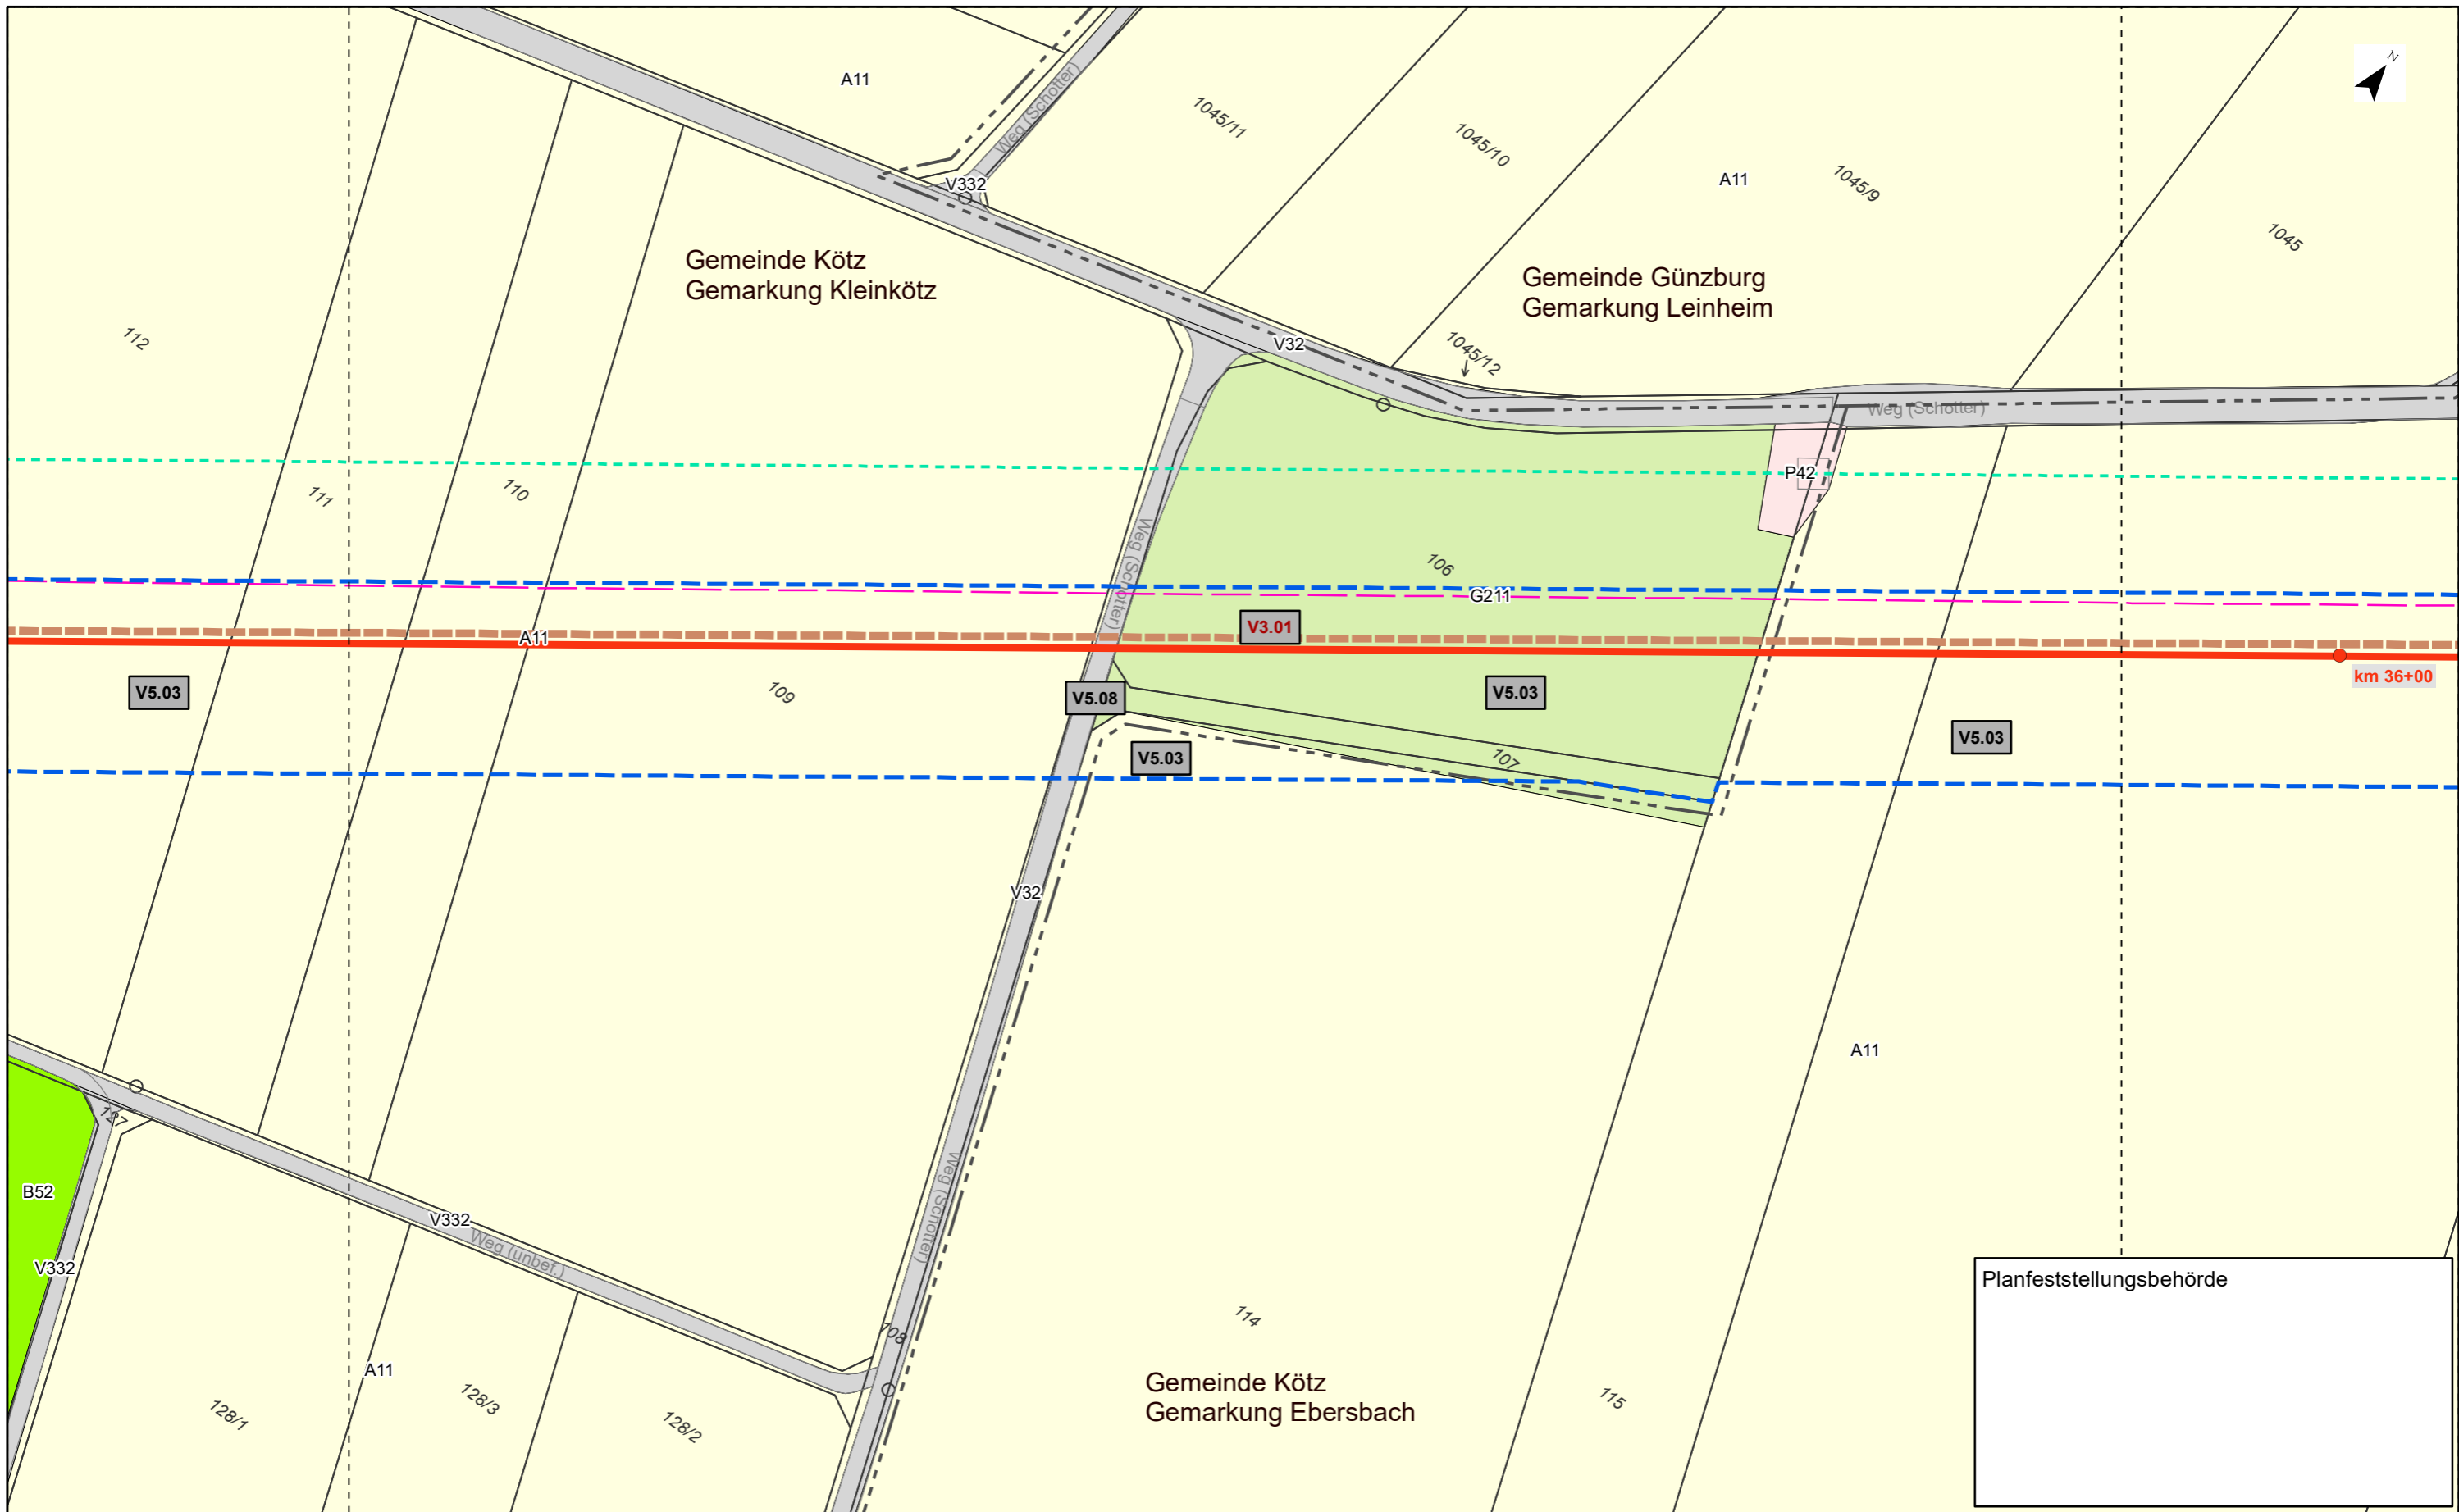 N
A11
Weg (Schotter)
1045/11
1045/10
A11
1045/9
1045
V332
Gemeinde Kötz
Gemarkung Kleinkötz
Gemeinde Günzburg
Gemarkung Leinheim
V32
1045/12
112
Weg (Schotter)
P42
111
110
Weg (Schotter)
106
G211
V3.01
A11
km 36+00
V5.03
109
V5.08
V5.03
V5.03
V5.03
107
V32
A11
127
B52
V332
Weg (unbef.)
Weg (Schotter)
V332
Planfeststellungsbehörde
114
108
A11
Gemeinde Kötz
Gemarkung Ebersbach
128/1
128/3
128/2
115